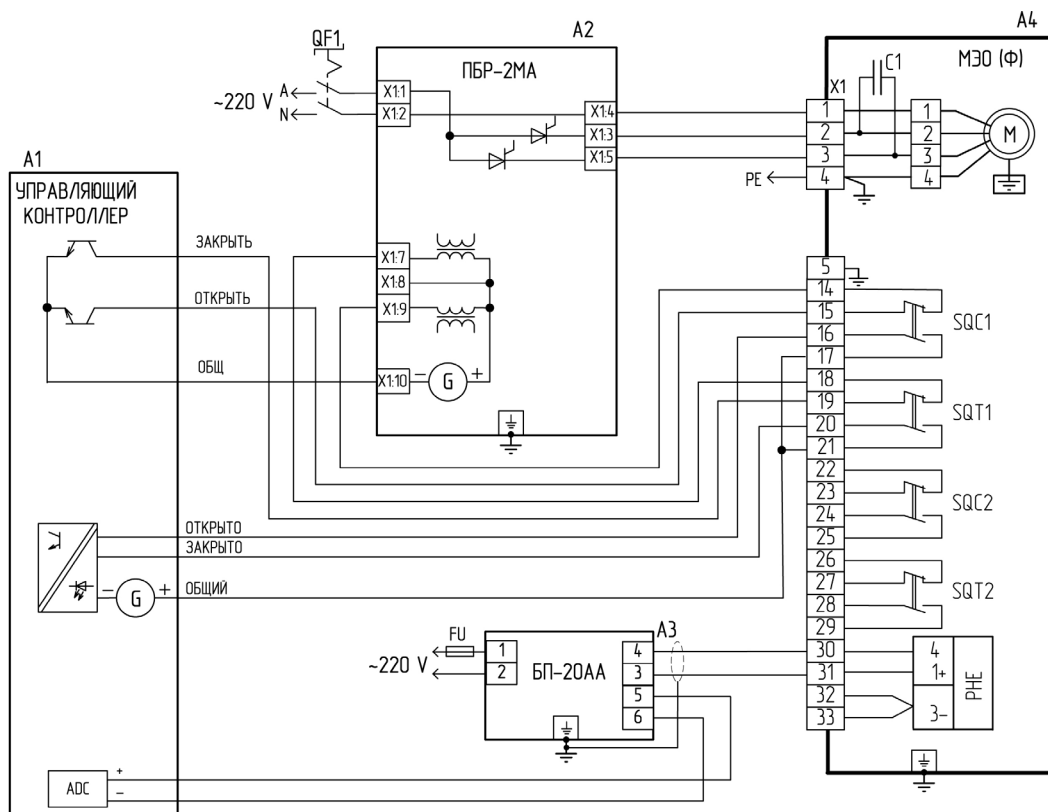 A4
A2
QF1
ПБР-2МА
МЭО (Ф)
C1
X1
A
~220 V
N
X1:1
X1:2
X1:4
X1:3
X1:5
1
2
3
4
1
2
3
4
M
PE
A1
УПРАВЛЯЮЩИЙ
КОНТРОЛЛЕР
ЗАКРЫТЬ
ОТКРЫТЬ
ОБЩ
X1:7
X1:8
X1:9
X1:10
− G +
5
14
15
16
17
18
19
20
21
22
23
24
25
26
27
28
29
30
31
32
33
SQC1
SQT1
SQC2
SQT2
ОТКРЫТО
ЗАКРЫТО
− G + ОБЩИЙ
FU
~220 V
A3
1
2
БП-20АА
4
3
5
6
4
1+
3−
РНЕ
ADC
+
−